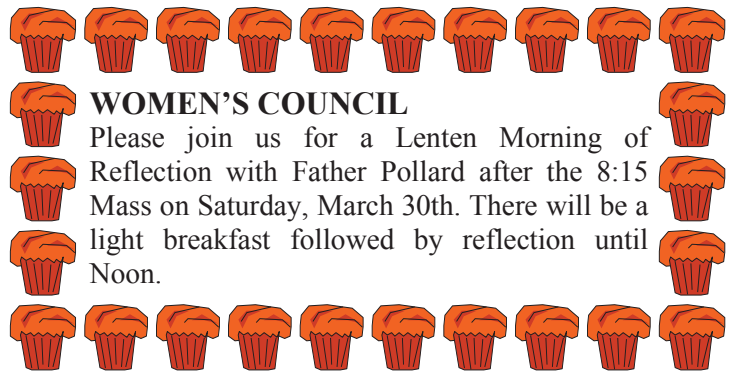 WOMEN’S COUNCIL
Please join us for a Lenten Morning of
Reflection with Father Pollard after the 8:15
Mass on Saturday, March 30th. There will be a
light breakfast followed by reflection until
Noon.